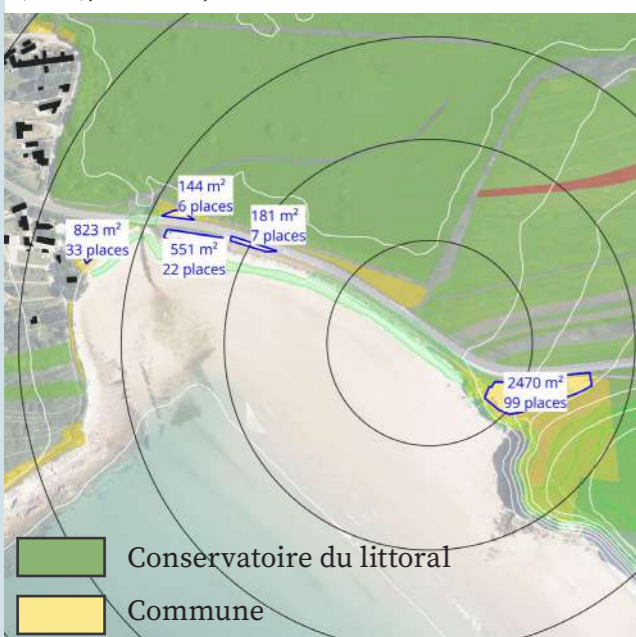 144 m²
6 places
181 m²
7 places
823 m²
33 places
551 m²
22 places
2470 m²
99 places
Conservatoire du littoral
Commune